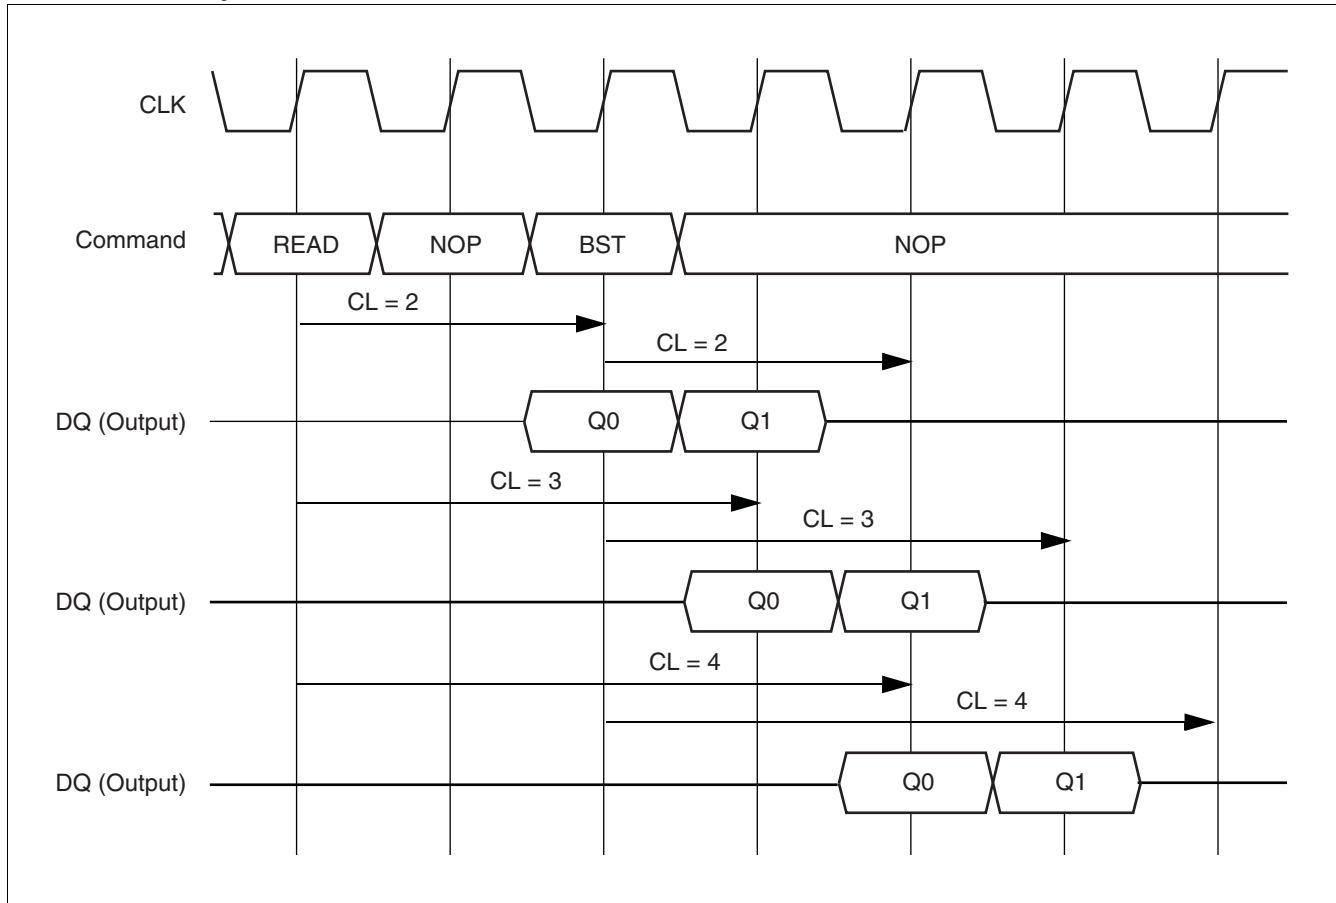 CLK
Command
READ
NOP
BST
NOP
CL = 2
CL = 2
DQ (Output)
Q0
Q1
CL = 3
CL = 3
DQ (Output)
Q0
Q1
CL = 4
CL = 4
DQ (Output)
Q0
Q1